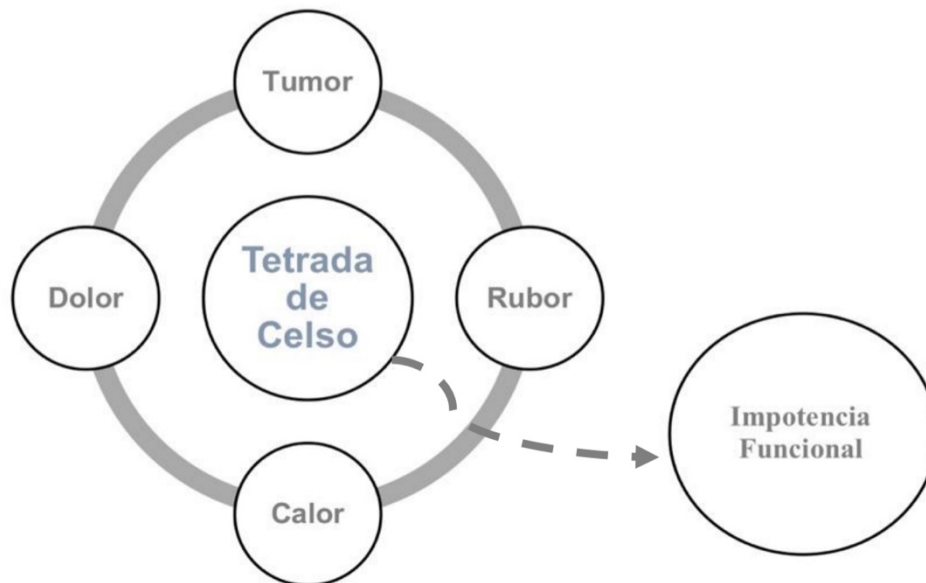 Tumor
Tetrada
de
Celso
Dolor
Rubor
Calor
Impotencia
Funcional